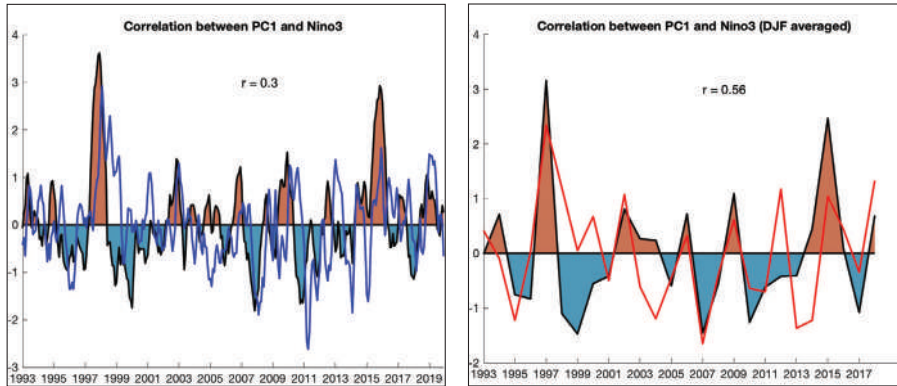 Correlation between PC1 and Nino3
4
3
2
1
0
-1
-2
-3
r = 0.3
1993 1995 1997 1999 2001 2003 2005 2007 2009 2011 2013 2015 2017 2019
Correlation between PC1 and Nino3 (DJF averaged)
4
3
2
1
0
-1
-2
r = 0.56
1993 1995 1997 1999 2001 2003 2005 2007 2009 2011 2013 2015 2017